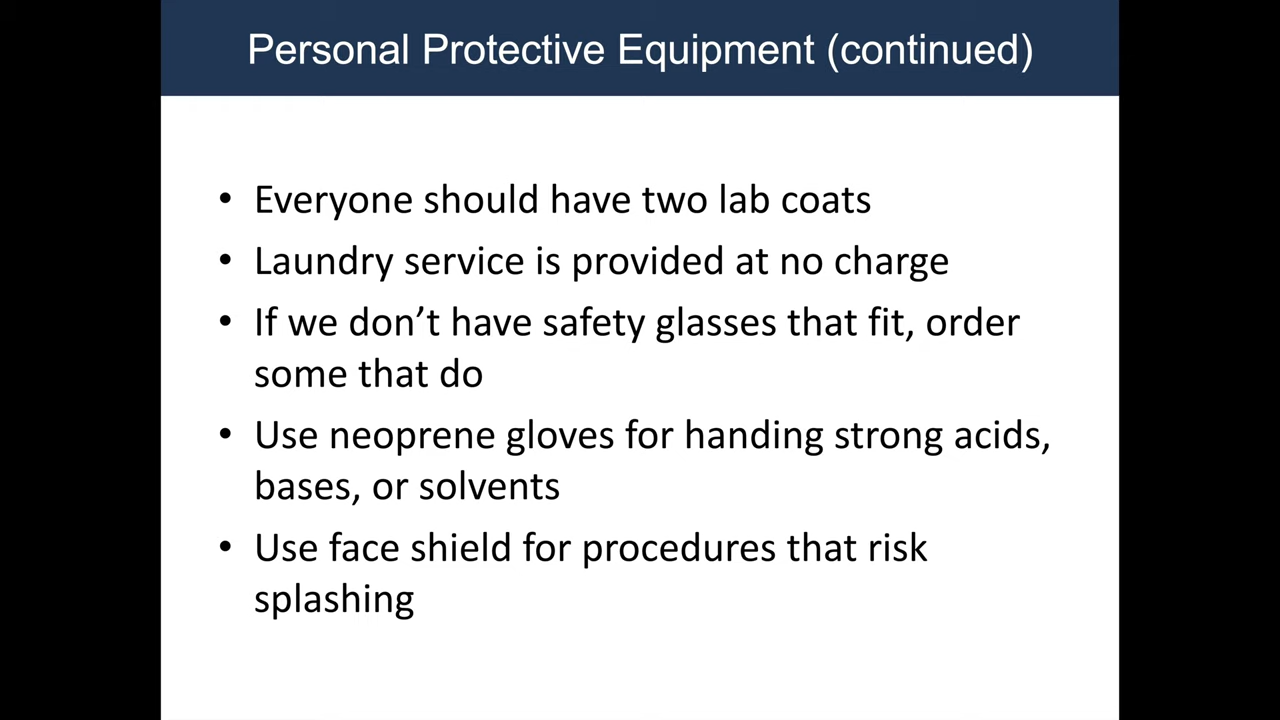 Personal Protective Equipment (continued)
• Everyone should have two lab coats
• Laundry service is provided at no charge
• If we don’t have safety glasses that fit, order
some that do
• Use neoprene gloves for handing strong acids,
bases, or solvents
• Use face shield for procedures that risk
splashing